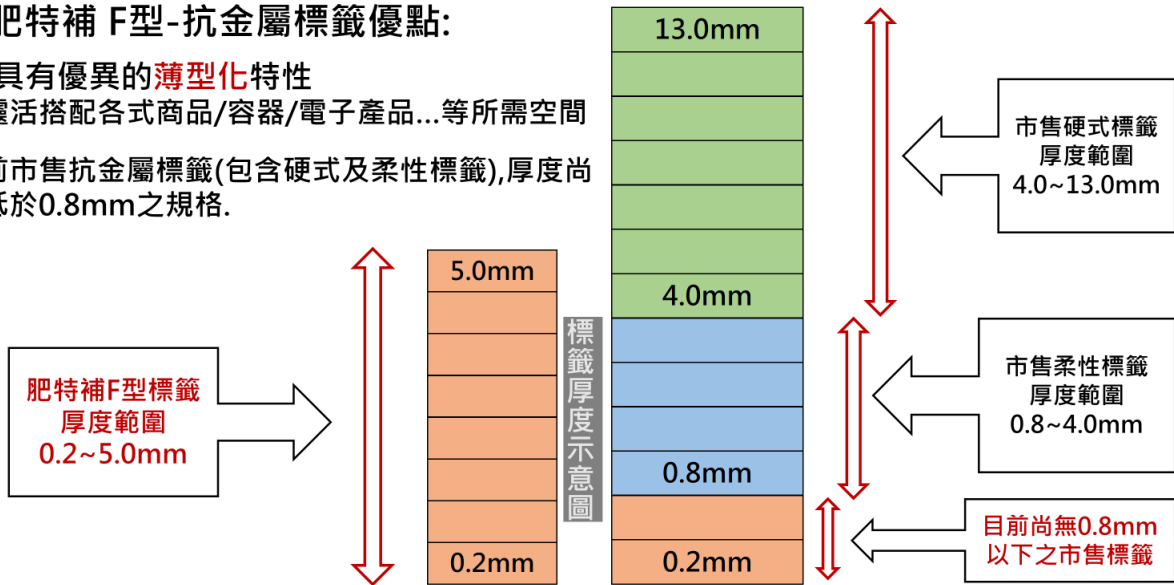 肥特補 F型-抗金屬標籤優點:
具有優異的薄型化特性
靈活搭配各式商品/容器/電子產品...等所需空間
前市售抗金屬標籤(包含硬式及柔性標籤),厚度尚
低於0.8mm之規格.
13.0mm
4.0mm
0.8mm
0.2mm
5.0mm
0.2mm
標籤厚度示意圖
肥特補F型標籤
厚度範圍
0.2~5.0mm
市售硬式標籤
厚度範圍
4.0~13.0mm
市售柔性標籤
厚度範圍
0.8~4.0mm
目前尚無0.8mm
以下之市售標籤